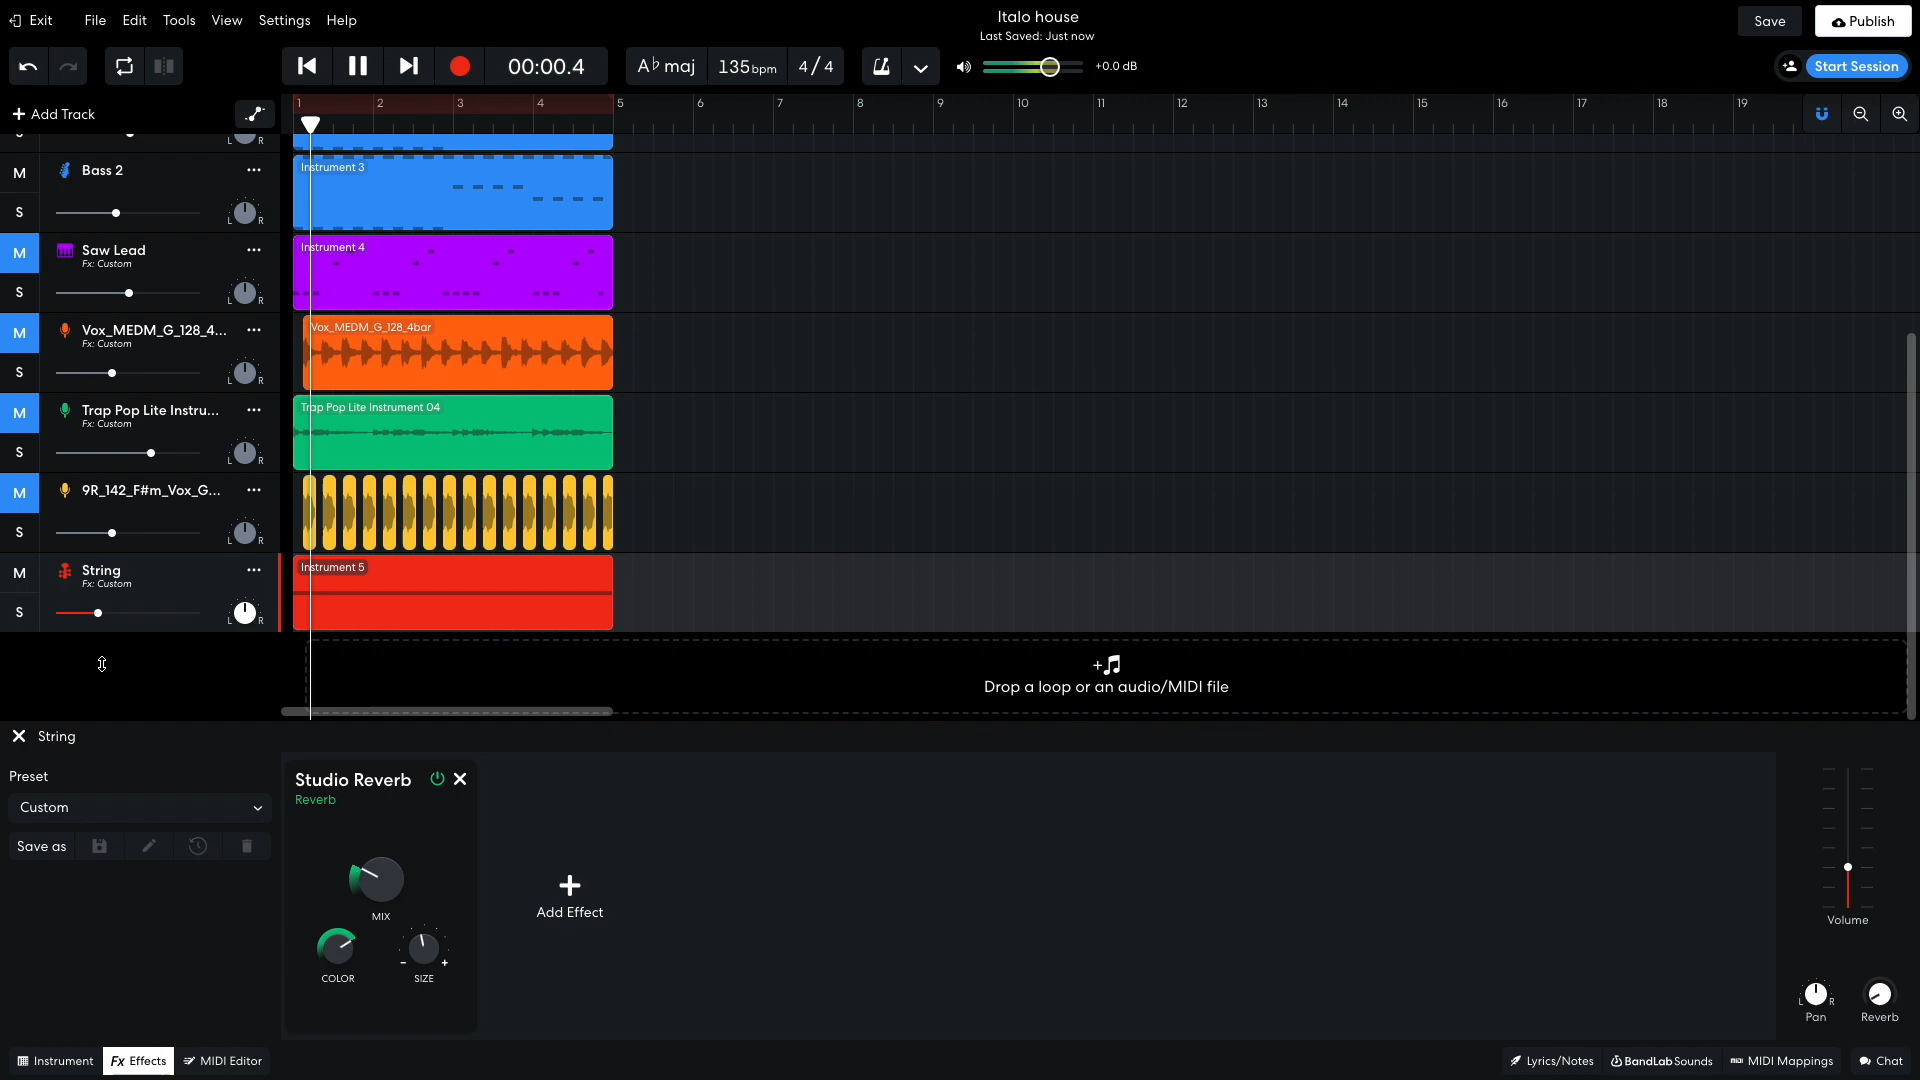 Exit File Edit Tools View Settings Help
Italo house
Last Saved: Just now
Save Publish
00:00.4
A♭ maj
135bpm
4/4
+0.0 dB
Start Session
+ Add Track
1 2 3 4 5 6 7 8 9 10 11 12 13 14 15 16 17 18 19
L R
M Bass 2
S L R
Instrument 3
M Saw Lead
Fx: Custom
S L R
Instrument 4
M Vox_MEDM_G_128_4...
Fx: Custom
S L R
Vox_MEDM_G_128_4bar
M Trap Pop Lite Instru...
Fx: Custom
S L R
Trap Pop Lite Instrument 04
M 9R_142_F#m_Vox_G...
S L R
M String
Fx: Custom
S L R
Instrument 5
Drop a loop or an audio/MIDI file
String
Preset
Custom
Save as
Studio Reverb
Reverb
MIX
COLOR
SIZE
- +
Add Effect
Volume
L R
Pan
Reverb
Instrument
Fx Effects
MIDI Editor
Lyrics/Notes
BandLab Sounds
MIDI Mappings
Chat